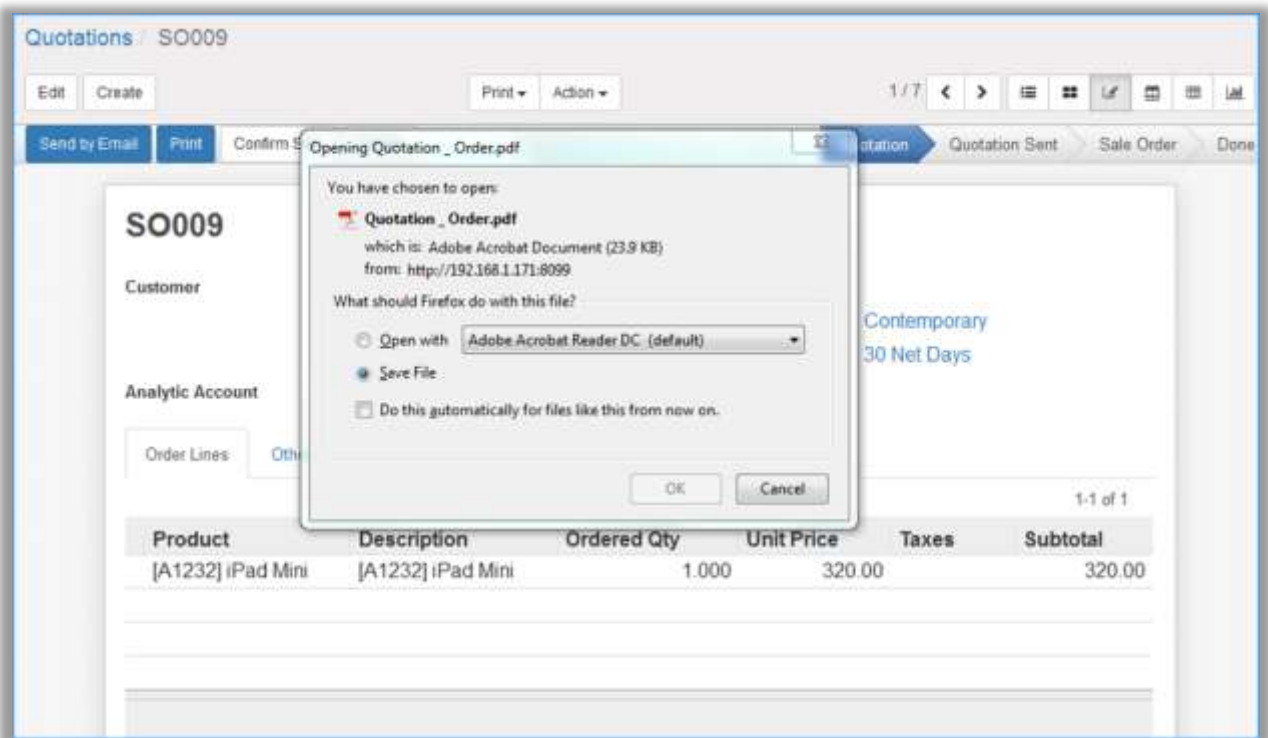 Quotations / SO009
Edit Create Print Action 1 / 7
Send by Email Print Confirm S otation Quotation Sent Sale Order Done
Opening Quotation _ Order.pdf
You have chosen to open:
Quotation _ Order.pdf
which is: Adobe Acrobat Document (23.9 KB)
from: http://192.168.1.171:8099
What should Firefox do with this file?
Open with Adobe Acrobat Reader DC (default)
Save File
Do this automatically for files like this from now on.
OK Cancel
SO009
Customer
Contemporary
30 Net Days
Analytic Account
Order Lines Oth
1-1 of 1
Product Description Ordered Qty Unit Price Taxes Subtotal
[A1232] iPad Mini [A1232] iPad Mini 1.000 320.00 320.00